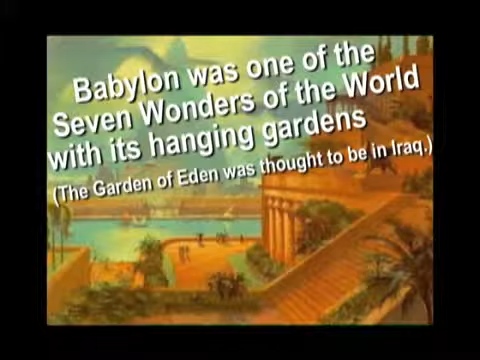 Babylon was one of the
Seven Wonders of the World
with its hanging gardens
(The Garden of Eden was thought to be in Iraq.)